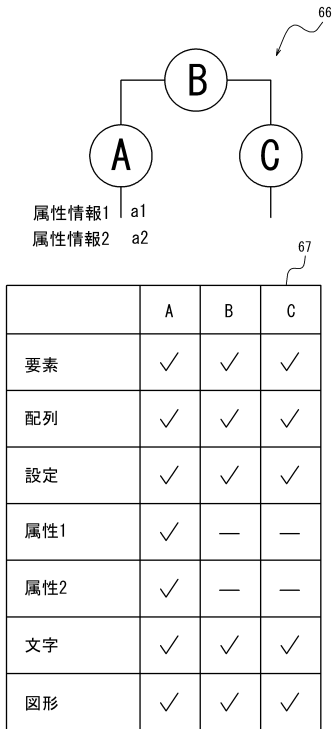 66
B
A
C
属性情報1 a1
属性情報2 a2
67
A B C
要素 ✓ ✓ ✓
配列 ✓ ✓ ✓
設定 ✓ ✓ ✓
属性1 ✓ — —
属性2 ✓ — —
文字 ✓ ✓ ✓
図形 ✓ ✓ ✓